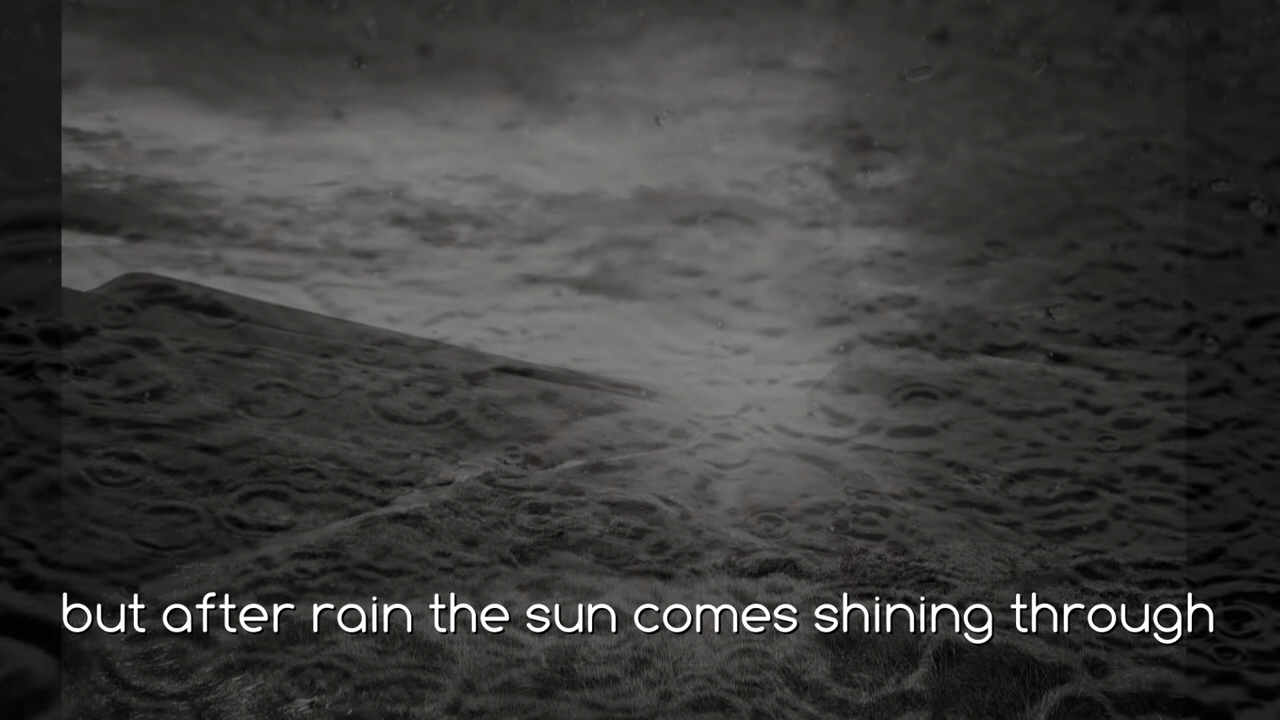 but after rain the sun comes shining through